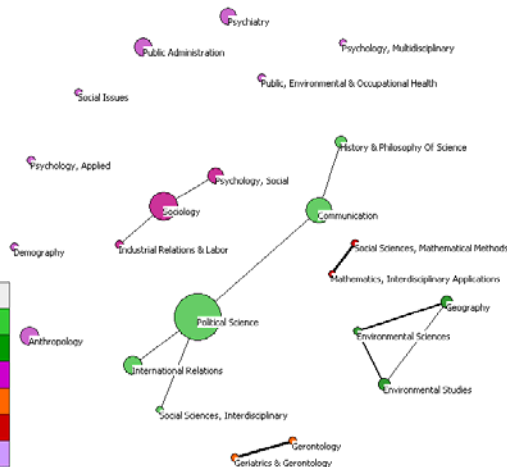 Psychiatry
Public Administration
Psychology, Multidisciplinary
Public, Environmental & Occupational Health
Social Issues
History & Philosophy Of Science
Psychology, Applied
Psychology, Social
Sociology
Communication
Industrial Relations & Labor
Social Sciences, Mathematical Methods
Demography
Mathematics, Interdisciplinary Applications
Geography
Political Science
Environmental Sciences
Anthropology
International Relations
Environmental Studies
Social Sciences, Interdisciplinary
Gerontology
Geriatrics & Gerontology